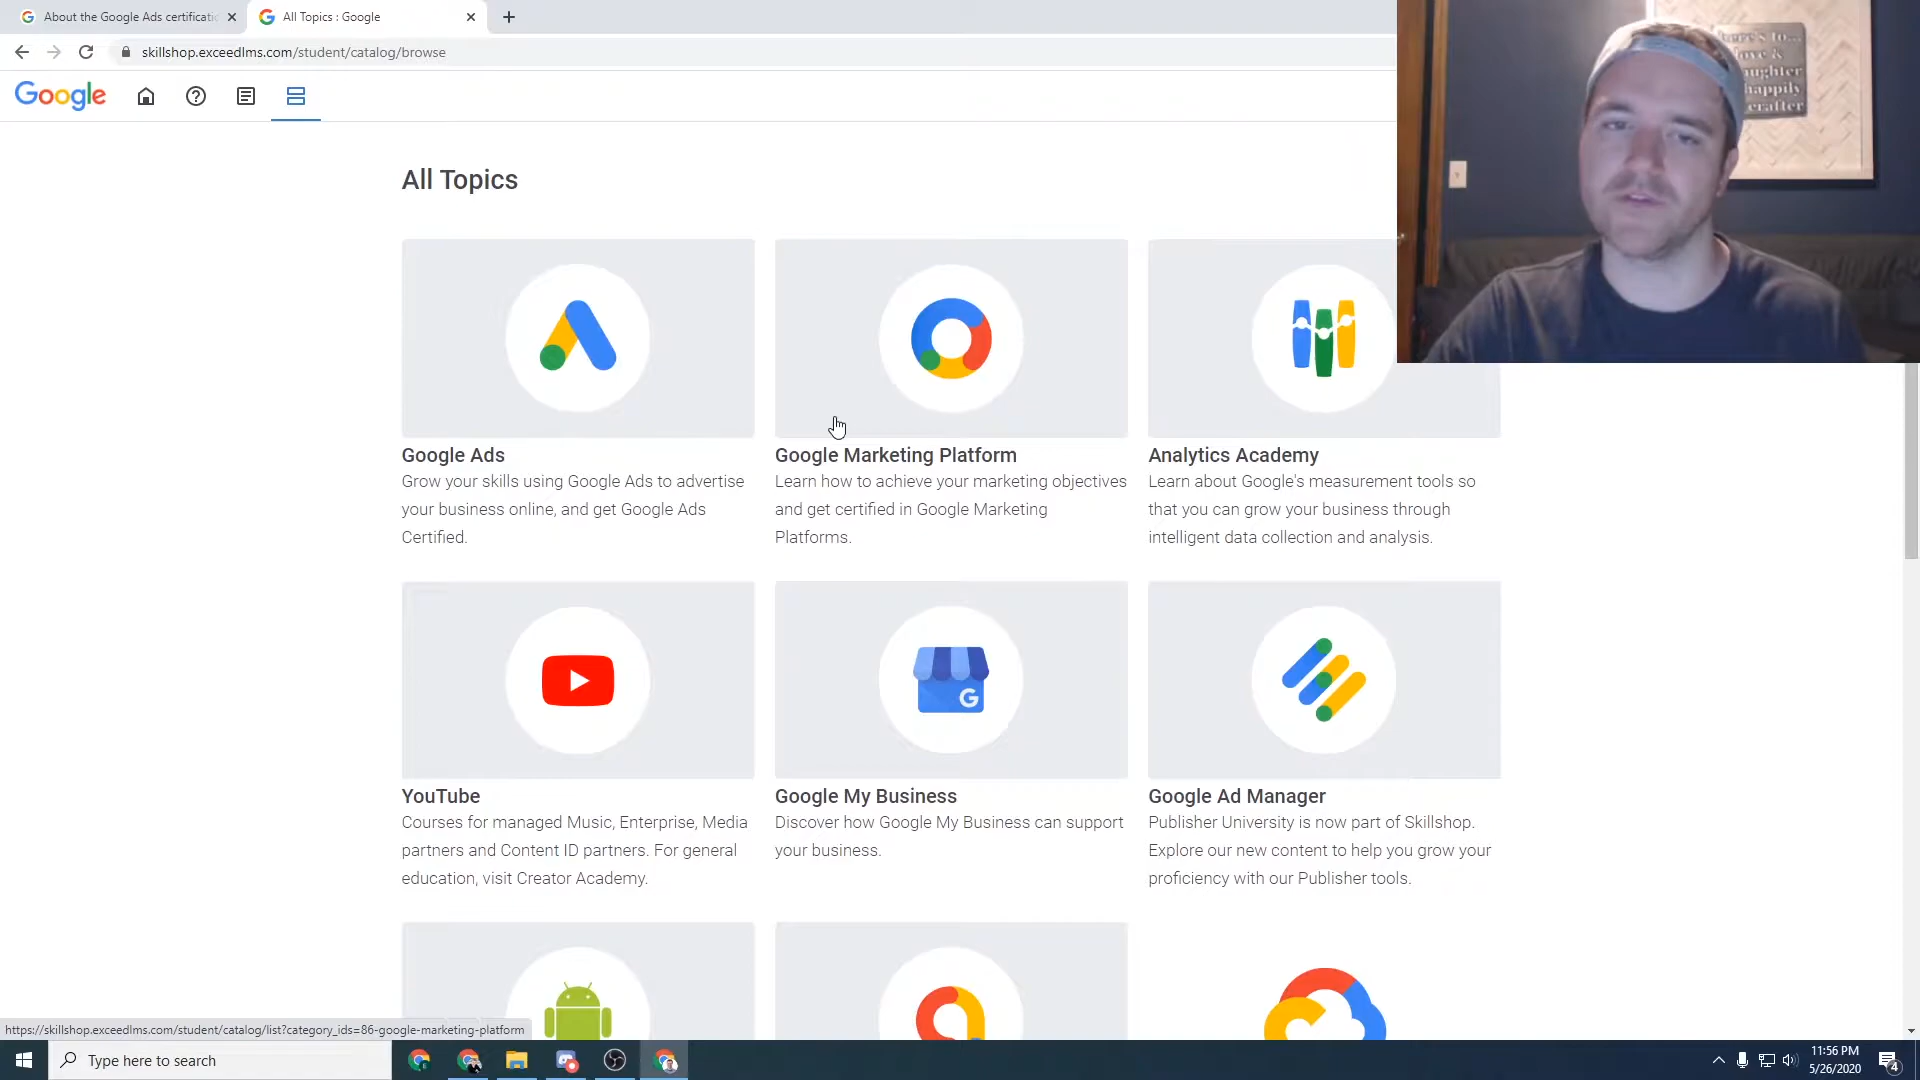 About the Google Ads certificati
All Topics : Google
skillshop.exceedlms.com/student/catalog/browse
Google
here's to...
love &
laughter
happily
crafter
All Topics
Google Ads
Grow your skills using Google Ads to advertise
your business online, and get Google Ads
Certified.
Google Marketing Platform
Learn how to achieve your marketing objectives
and get certified in Google Marketing
Platforms.
Analytics Academy
Learn about Google's measurement tools so
that you can grow your business through
intelligent data collection and analysis.
G
YouTube
Courses for managed Music, Enterprise, Media
partners and Content ID partners. For general
education, visit Creator Academy.
Google My Business
Discover how Google My Business can support
your business.
Google Ad Manager
Publisher University is now part of Skillshop.
Explore our new content to help you grow your
proficiency with our Publisher tools.
https://skillshop.exceedlms.com/student/catalog/list?category_ids=86-google-marketing-platform
Type here to search
11:56 PM
5/26/2020
4